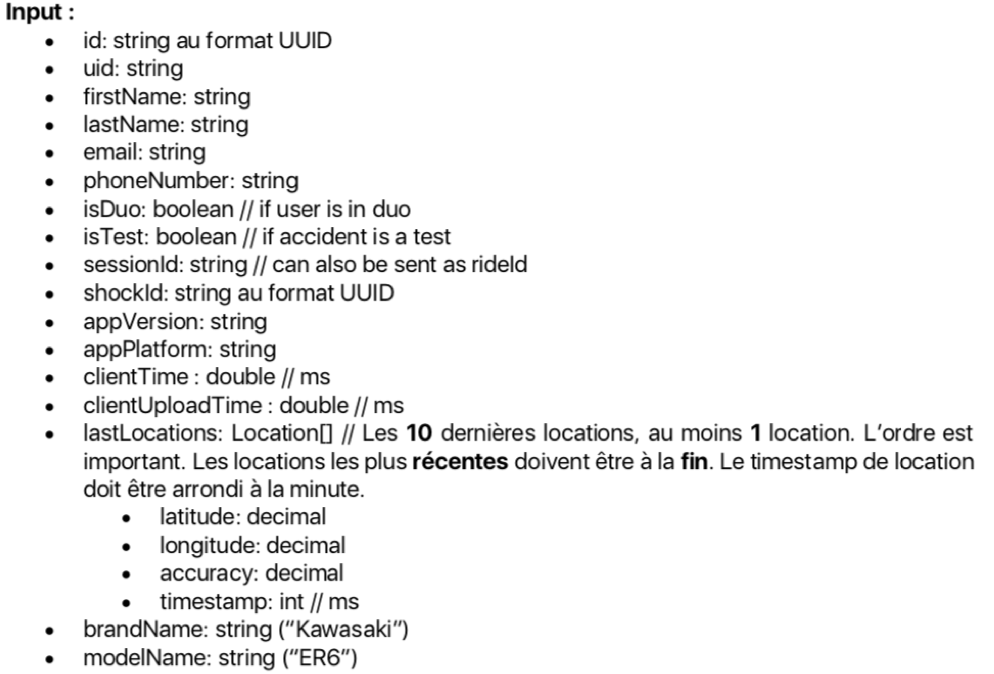 Input :
• id: string au format UUID
• uid: string
• firstName: string
• lastName: string
• email: string
• phoneNumber: string
• isDuo: boolean // if user is in duo
• isTest: boolean // if accident is a test
• sessionId: string // can also be sent as rideId
• shockId: string au format UUID
• appVersion: string
• appPlatform: string
• clientTime : double // ms
• clientUploadTime : double // ms
• lastLocations: Location[] // Les 10 dernières locations, au moins 1 location. L’ordre est
important. Les locations les plus récentes doivent être à la fin. Le timestamp de location
doit être arrondi à la minute.
• latitude: decimal
• longitude: decimal
• accuracy: decimal
• timestamp: int // ms
• brandName: string (“Kawasaki”)
• modelName: string (“ER6”)